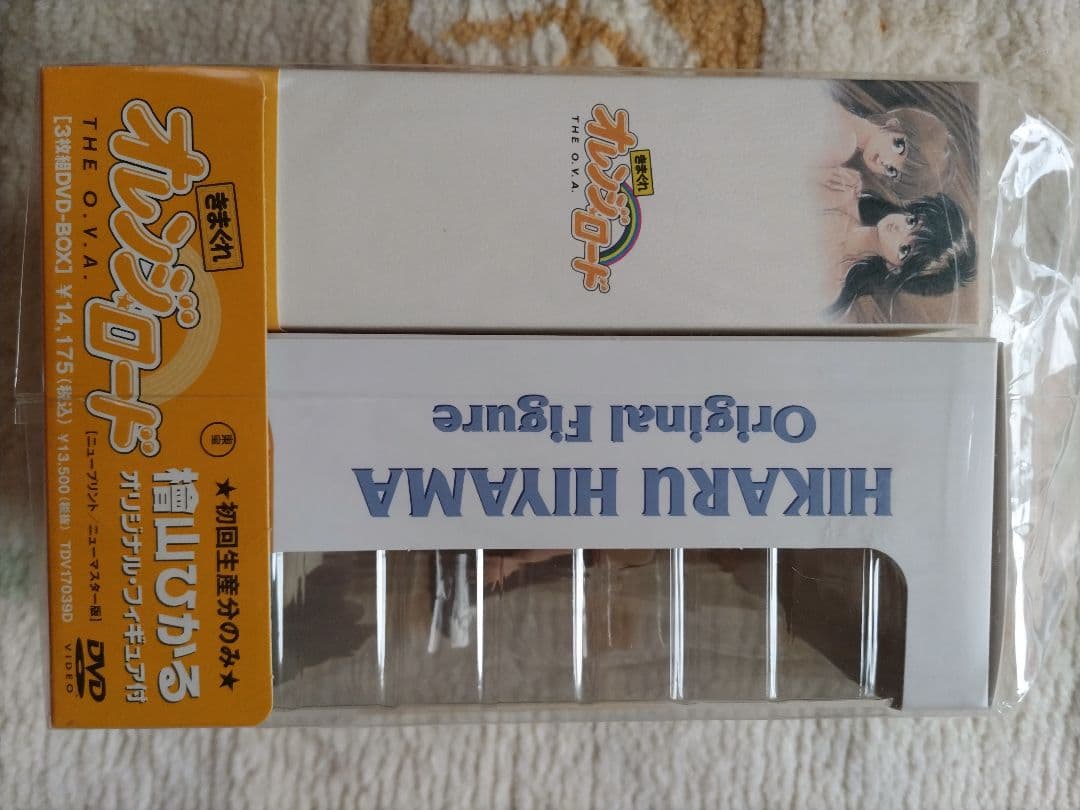 きまぐれ
オレンジ★ロード
THE O.V.A.
[3枚組DVD-BOX] ¥14,175(税込) ¥13,500(税抜) TDV17039D
[ニュープリント/ニューマスター版]
東宝
★初回生産分のみ★
檜山ひかる
オリジナル・フィギュア付
DVD
VIDEO
きまぐれ
オレンジ★ロード
THE O.V.A.
HIKARU HIYAMA
Original Figure